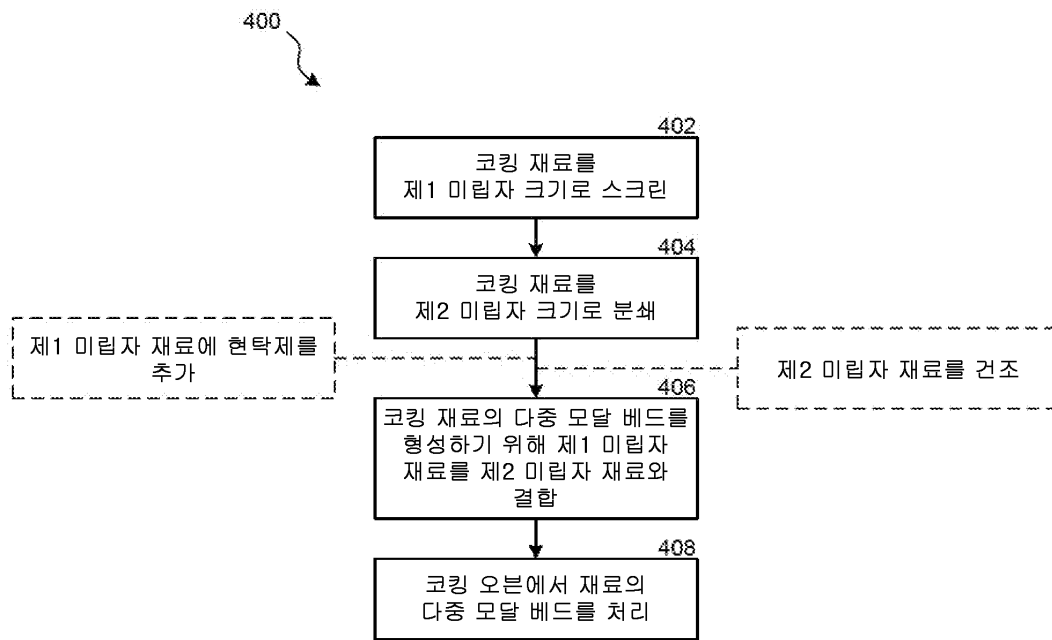 400
402
코킹 재료를
제1 미립자 크기로 스크린
404
코킹 재료를
제2 미립자 크기로 분쇄
제1 미립자 재료에 현탁제를
추가
제2 미립자 재료를 건조
406
코킹 재료의 다중 모달 베드를
형성하기 위해 제1 미립자
재료를 제2 미립자 재료와
결합
408
코킹 오븐에서 재료의
다중 모달 베드를 처리